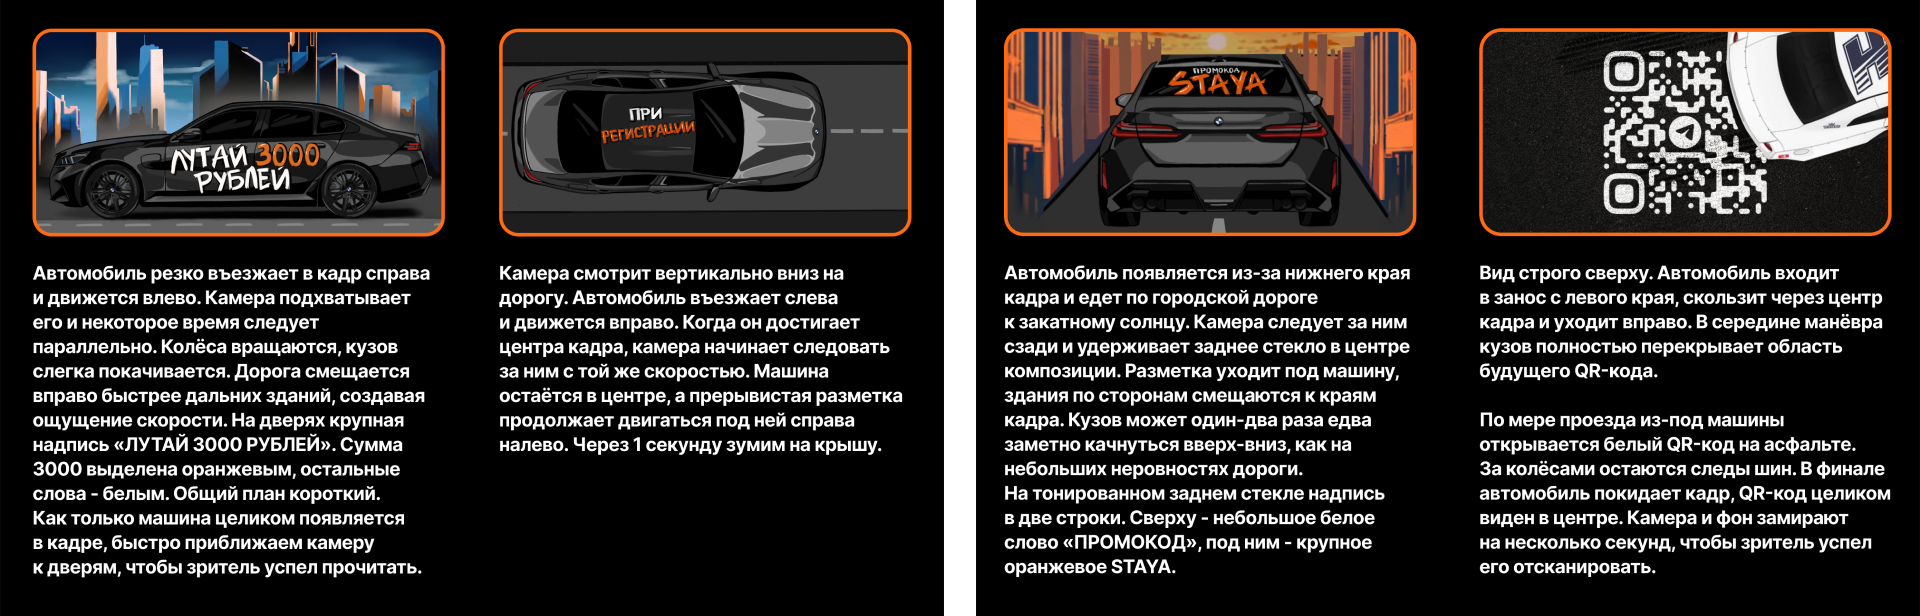 ЛУТАЙ 3000
РУБЛЕЙ
Автомобиль резко въезжает в кадр справа
и движется влево. Камера подхватывает
его и некоторое время следует
параллельно. Колёса вращаются, кузов
слегка покачивается. Дорога смещается
вправо быстрее дальних зданий, создавая
ощущение скорости. На дверях крупная
надпись «ЛУТАЙ 3000 РУБЛЕЙ». Сумма
3000 выделена оранжевым, остальные
слова - белым. Общий план короткий.
Как только машина целиком появляется
в кадре, быстро приближаем камеру
к дверям, чтобы зритель успел прочитать.
ПРИ
РЕГИСТРАЦИИ
Камера смотрит вертикально вниз на
дорогу. Автомобиль въезжает слева
и движется вправо. Когда он достигает
центра кадра, камера начинает следовать
за ним с той же скоростью. Машина
остаётся в центре, а прерывистая разметка
продолжает двигаться под ней справа
налево. Через 1 секунду зумим на крышу.
ПРОМОКОД
STAYA
Автомобиль появляется из-за нижнего края
кадра и едет по городской дороге
к закатному солнцу. Камера следует за ним
сзади и удерживает заднее стекло в центре
композиции. Разметка уходит под машину,
здания по сторонам смещаются к краям
кадра. Кузов может один-два раза едва
заметно качнуться вверх-вниз, как на
небольших неровностях дороги.
На тонированном заднем стекле надпись
в две строки. Сверху - небольшое белое
слово «ПРОМОКОД», под ним - крупное
оранжевое STAYA.
Вид строго сверху. Автомобиль входит
в занос с левого края, скользит через центр
кадра и уходит вправо. В середине манёвра
кузов полностью перекрывает область
будущего QR-кода.
По мере проезда из-под машины
открывается белый QR-код на асфальте.
За колёсами остаются следы шин. В финале
автомобиль покидает кадр, QR-код целиком
виден в центре. Камера и фон замирают
на несколько секунд, чтобы зритель успел
его отсканировать.